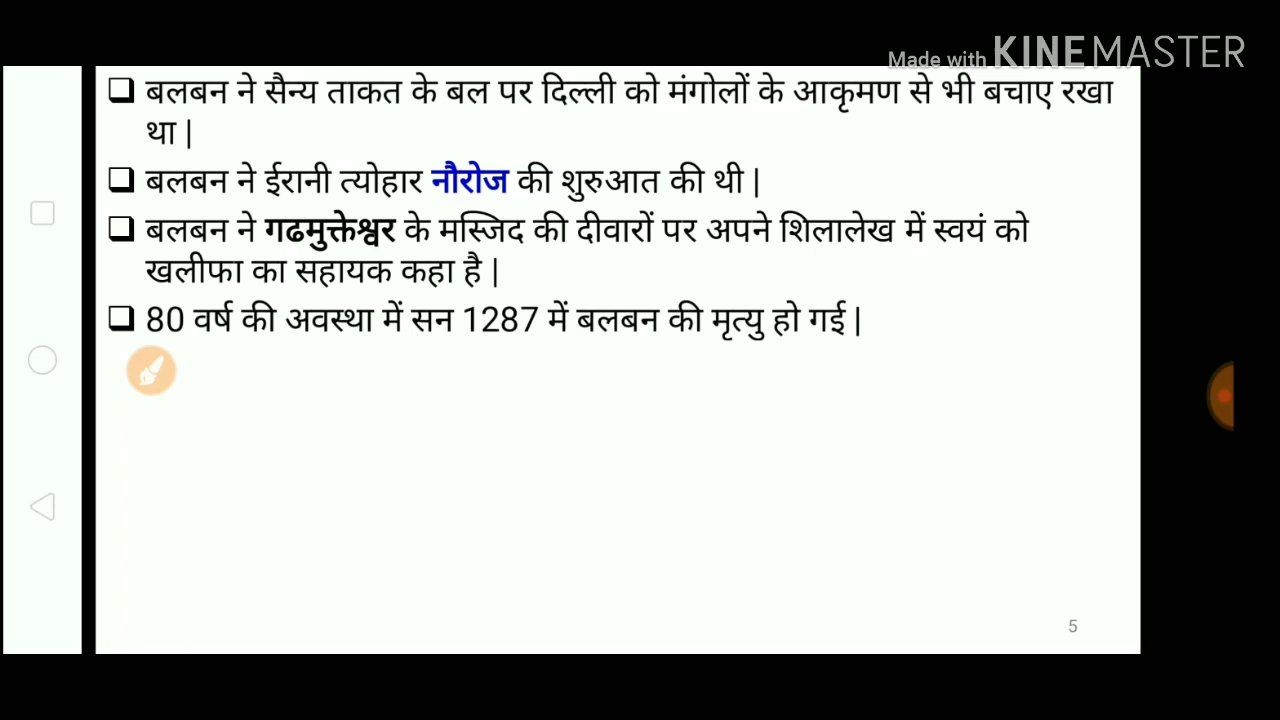 Made with KINEMASTER
❑ बलबन ने सैन्य ताकत के बल पर दिल्ली को मंगोलों के आकृमण से भी बचाए रखा
था |
❑ बलबन ने ईरानी त्योहार नौरोज की शुरुआत की थी |
❑ बलबन ने गढमुक्तेश्वर के मस्जिद की दीवारों पर अपने शिलालेख में स्वयं को
खलीफा का सहायक कहा है |
❑ 80 वर्ष की अवस्था में सन 1287 में बलबन की मृत्यु हो गई |
5